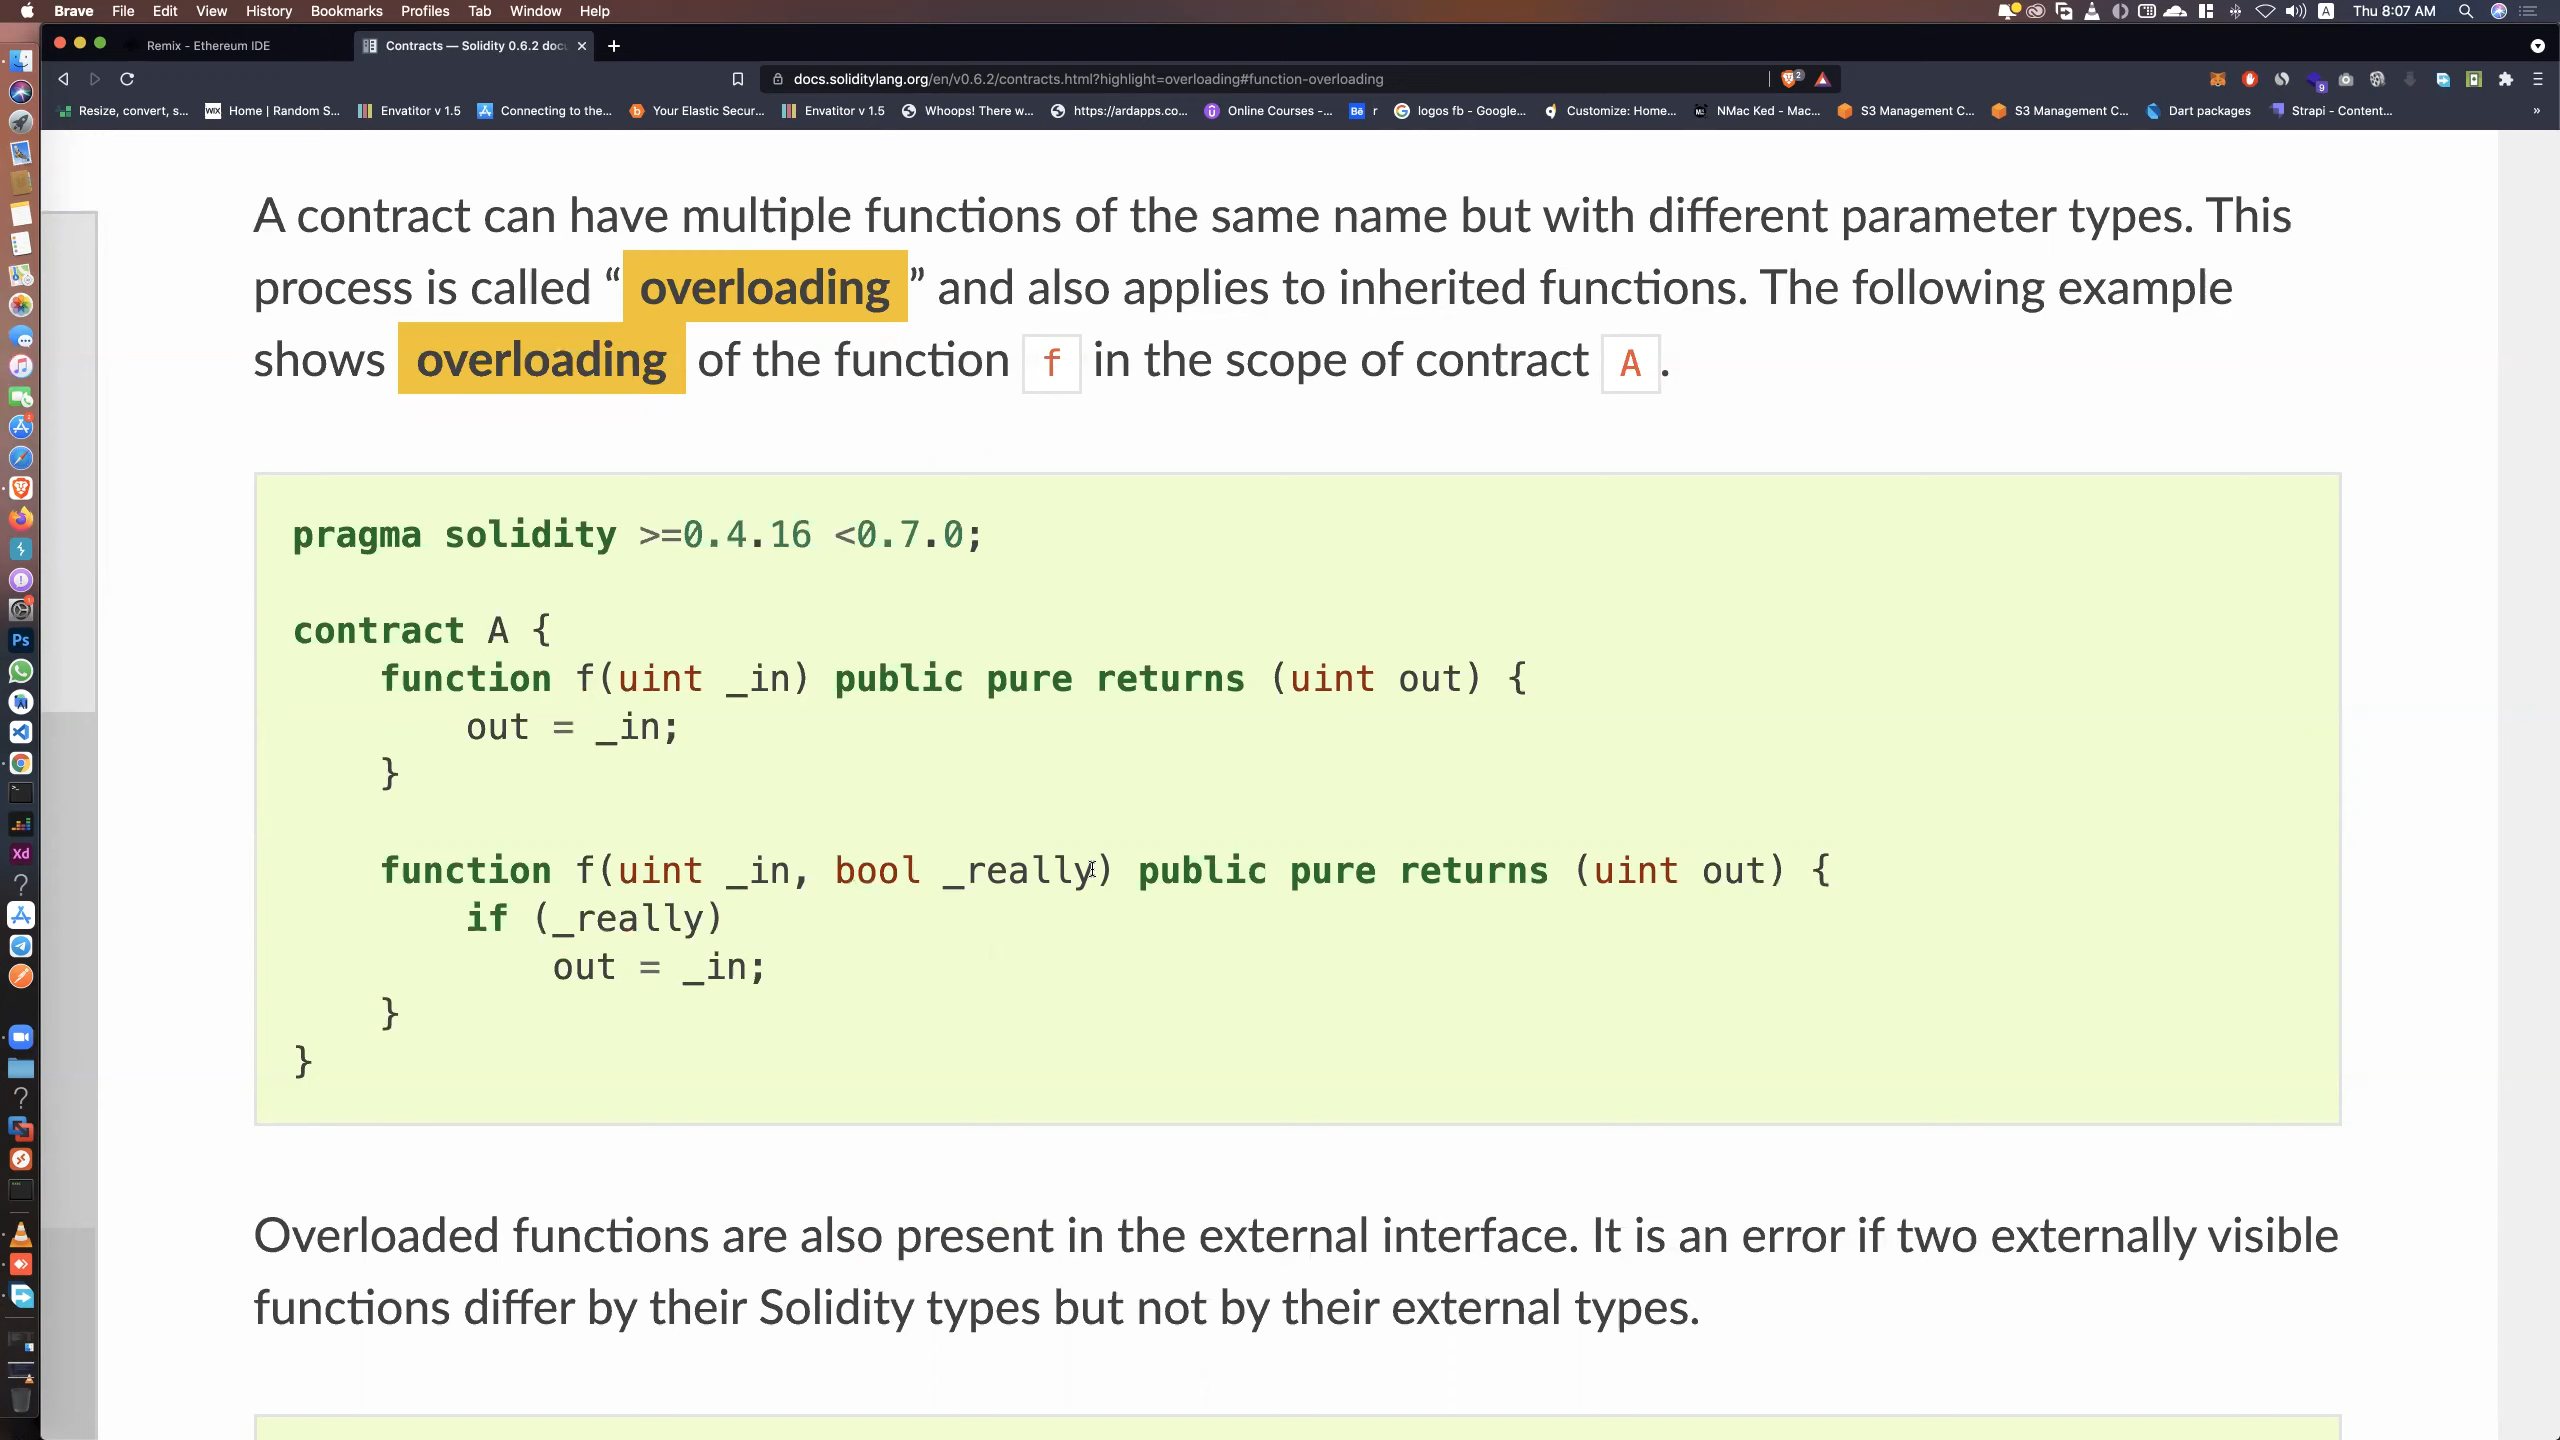 Brave File Edit View History Bookmarks Profiles Tab Window Help Thu 8:07 AM
Remix - Ethereum IDE Contracts — Solidity 0.6.2 doc
docs.soliditylang.org/en/v0.6.2/contracts.html?highlight=overloading#function-overloading
Resize, convert, s... Home | Random S... Envatitor v 1.5 Connecting to the... Your Elastic Secur... Envatitor v 1.5 Whoops! There w... https://ardapps.co... Online Courses -... r logos fb - Google... Customize: Home... NMac Ked - Mac... S3 Management C... S3 Management C... Dart packages Strapi - Content... »
A contract can have multiple functions of the same name but with different parameter types. This
process is called “ overloading ” and also applies to inherited functions. The following example
shows overloading of the function f in the scope of contract A .
pragma solidity >=0.4.16 <0.7.0;
contract A {
function f(uint _in) public pure returns (uint out) {
out = _in;
}
function f(uint _in, bool _really) public pure returns (uint out) {
if (_really)
out = _in;
}
}
Overloaded functions are also present in the external interface. It is an error if two externally visible
functions differ by their Solidity types but not by their external types.